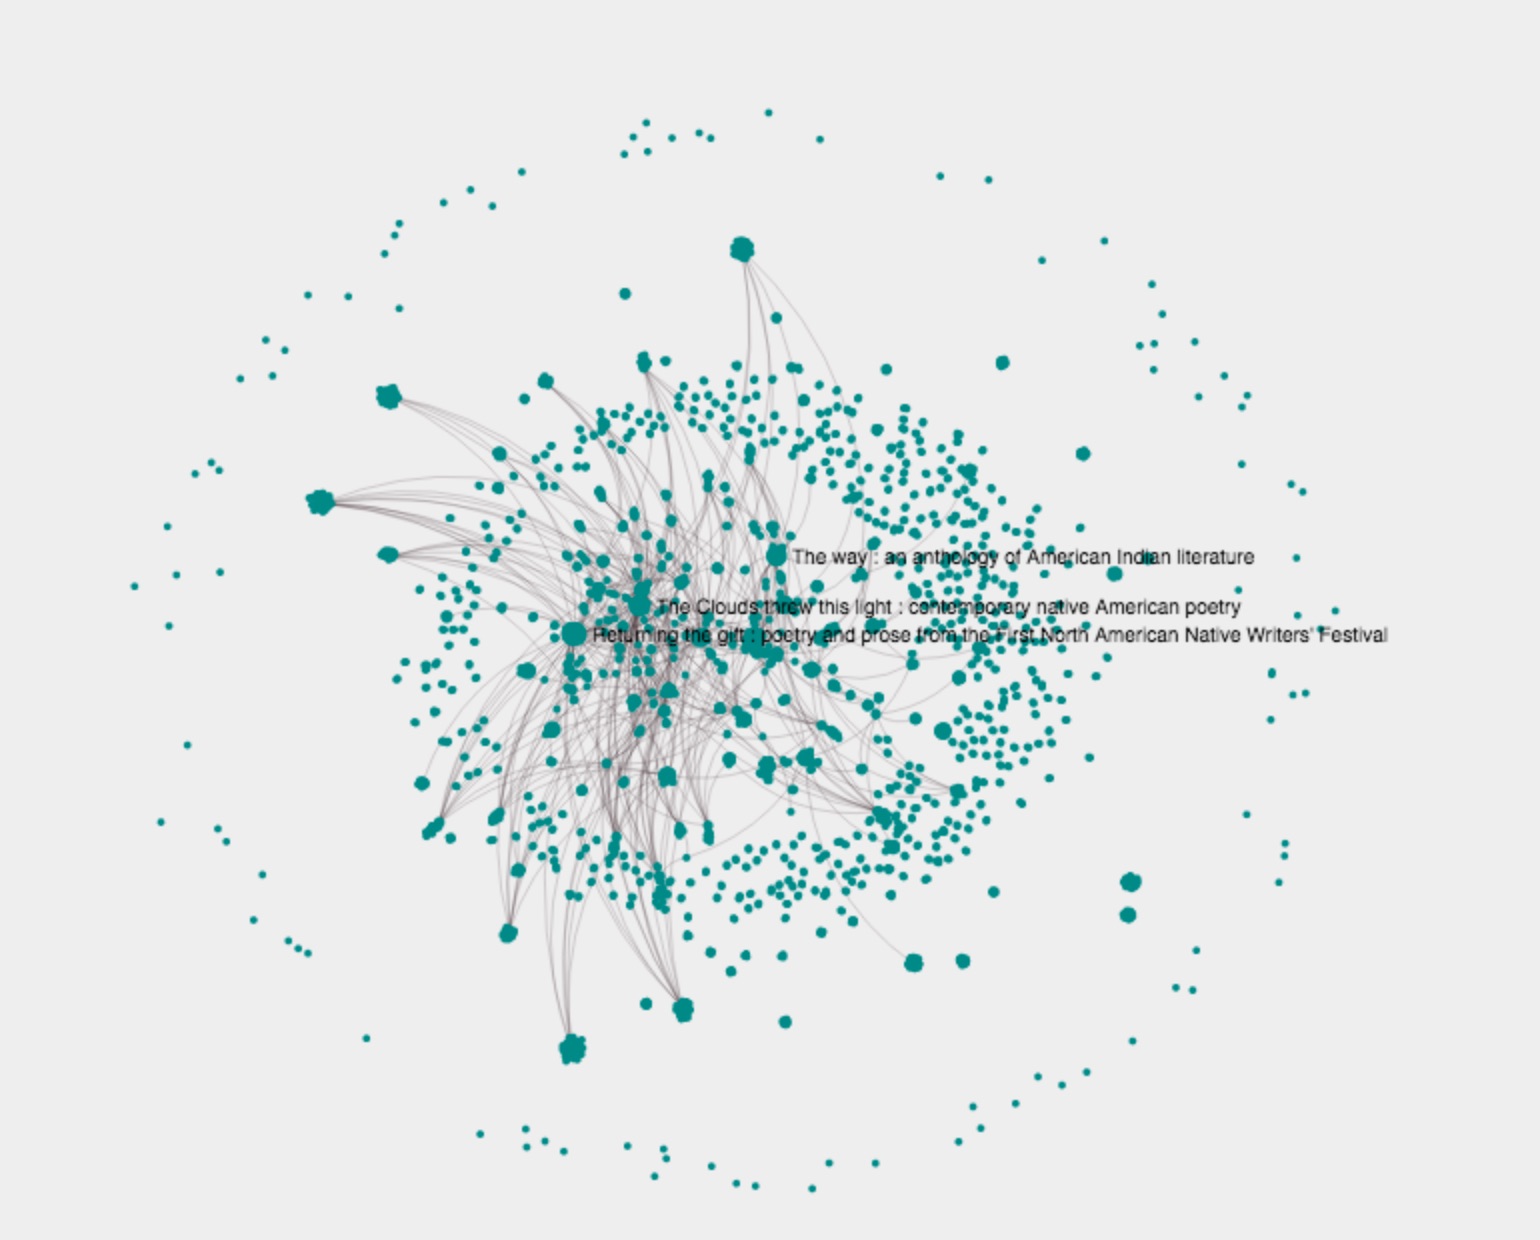 The way : an anthology of American Indian literature
The Clouds threw this light : contemporary native American poetry
Returning the gift : poetry and prose from the First North American Native Writers' Festival